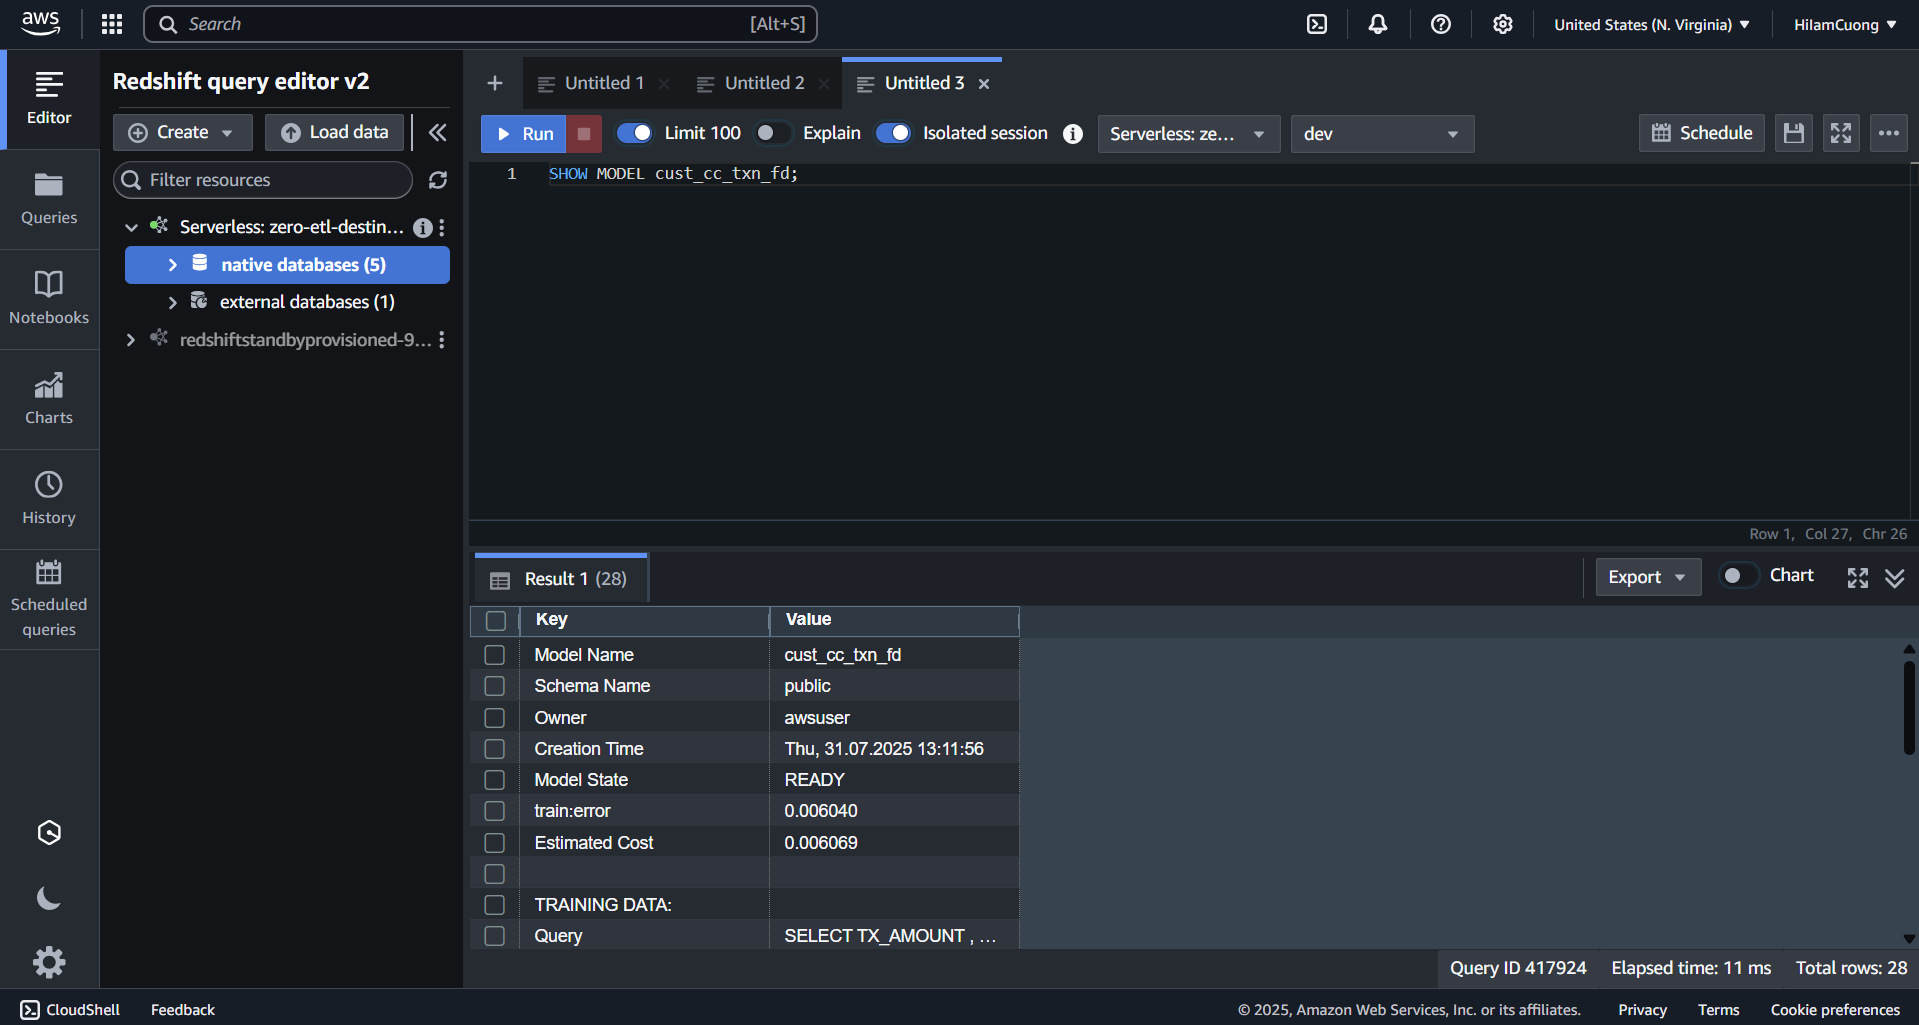 aws
Search [Alt+S]
United States (N. Virginia)
HilamCuong
Editor
Queries
Notebooks
Charts
History
Scheduled
queries
Redshift query editor v2
Create
Load data
Filter resources
Serverless: zero-etl-destin...
native databases (5)
external databases (1)
redshiftstandbyprovisioned-9...
Untitled 1
Untitled 2
Untitled 3
Run
Limit 100
Explain
Isolated session
Serverless: ze...
dev
Schedule
1 SHOW MODEL cust_cc_txn_fd;
Row 1, Col 27, Chr 26
Result 1 (28)
Export
Chart
Key Value
Model Name cust_cc_txn_fd
Schema Name public
Owner awsuser
Creation Time Thu, 31.07.2025 13:11:56
Model State READY
train:error 0.006040
Estimated Cost 0.006069
TRAINING DATA:
Query SELECT TX_AMOUNT , ...
Query ID 417924 Elapsed time: 11 ms Total rows: 28
CloudShell Feedback © 2025, Amazon Web Services, Inc. or its affiliates. Privacy Terms Cookie preferences